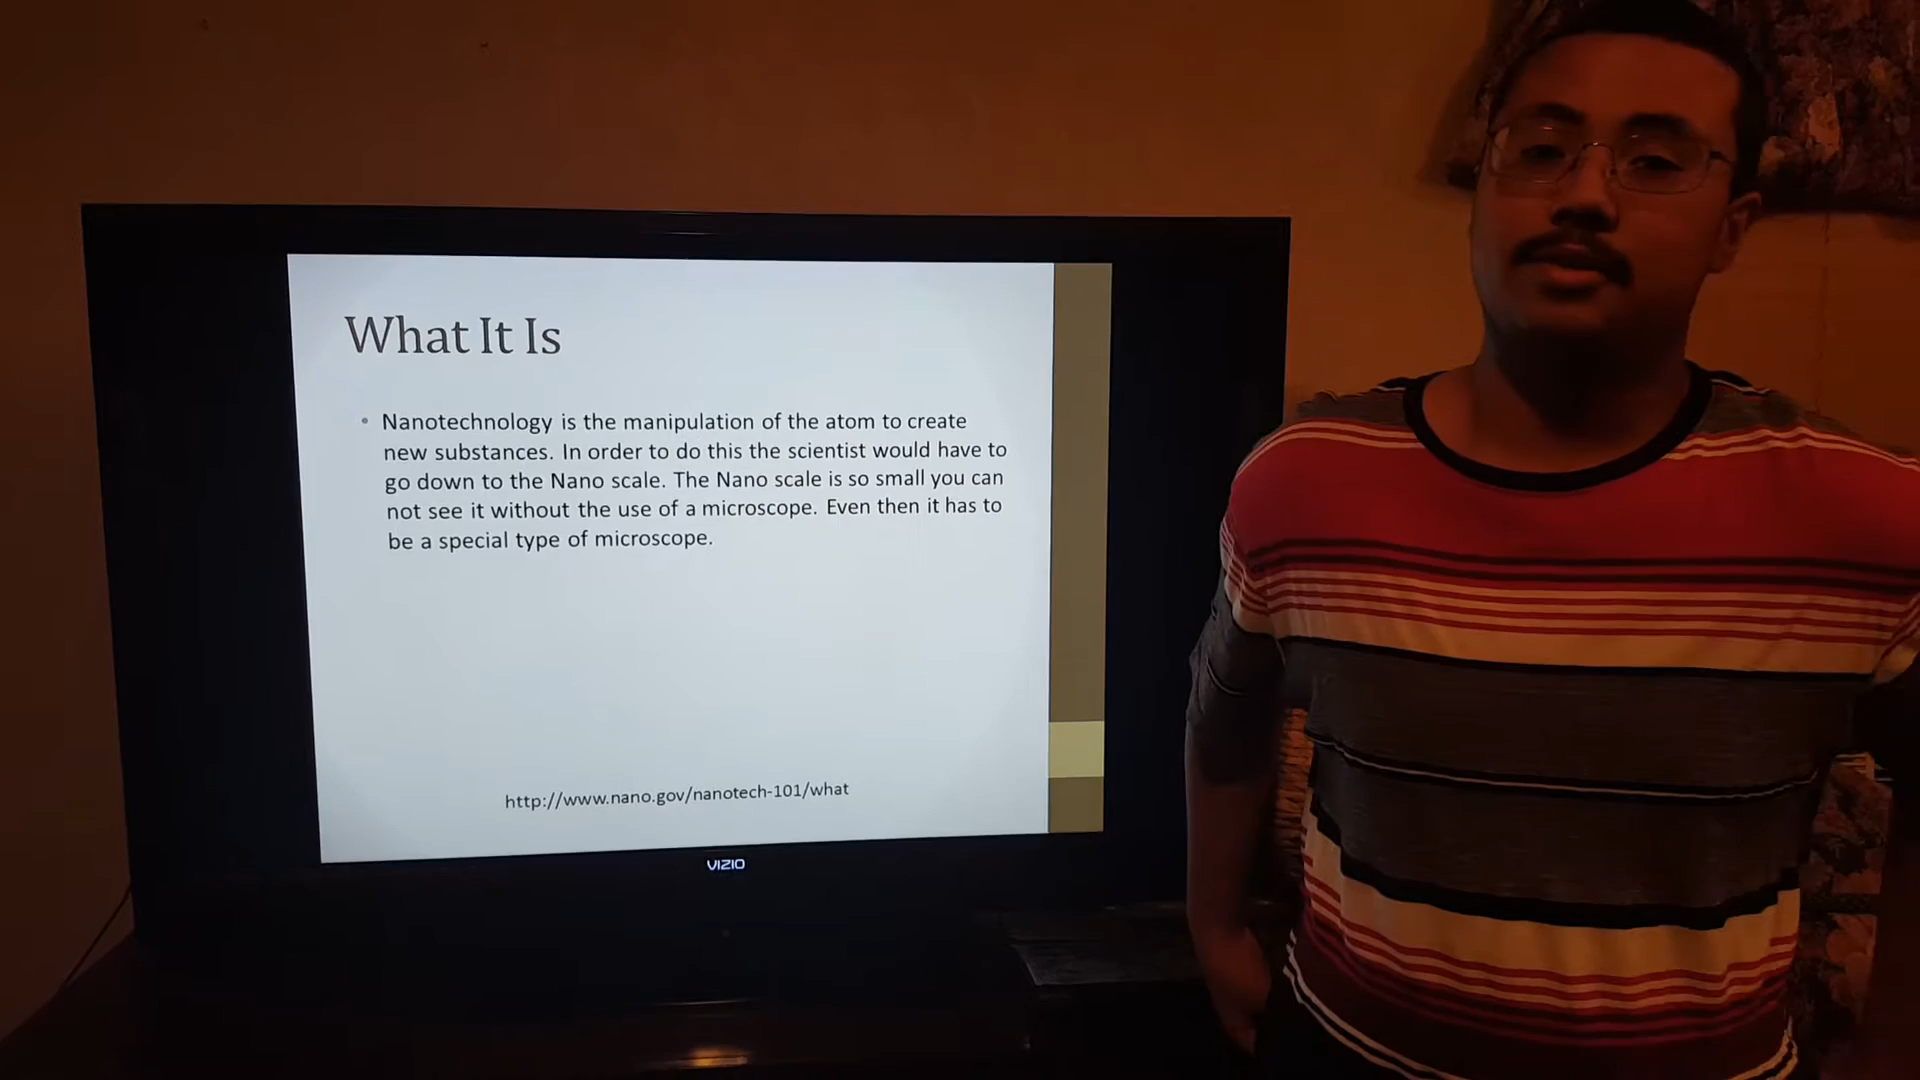 What It Is
• Nanotechnology is the manipulation of the atom to create
new substances. In order to do this the scientist would have to
go down to the Nano scale. The Nano scale is so small you can
not see it without the use of a microscope. Even then it has to
be a special type of microscope.
http://www.nano.gov/nanotech-101/what
VIZIO